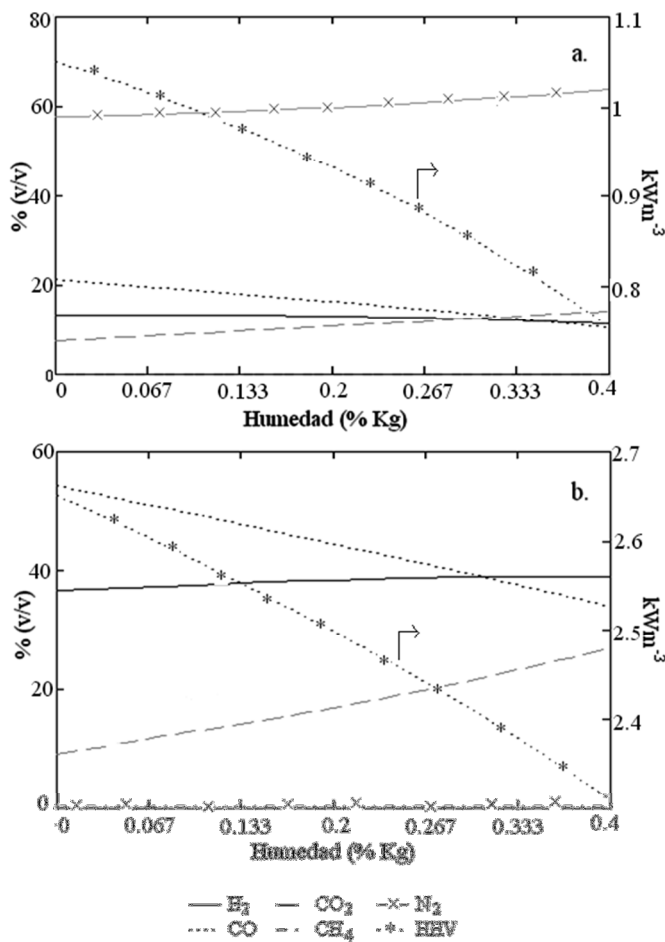 80
1.1
a.
60
1
% (v/v)
40
0.9
kWm-3
20
0.8
0
0 0.067 0.133 0.2 0.267 0.333 0.4
Humedad (% Kg)
60
2.7
b.
2.6
40
% (v/v)
2.5
kWm-3
20
2.4
0
0 0.067 0.133 0.2 0.267 0.333 0.4
Humedad (% Kg)
H2 CO2 N2
CO CH4 HHV